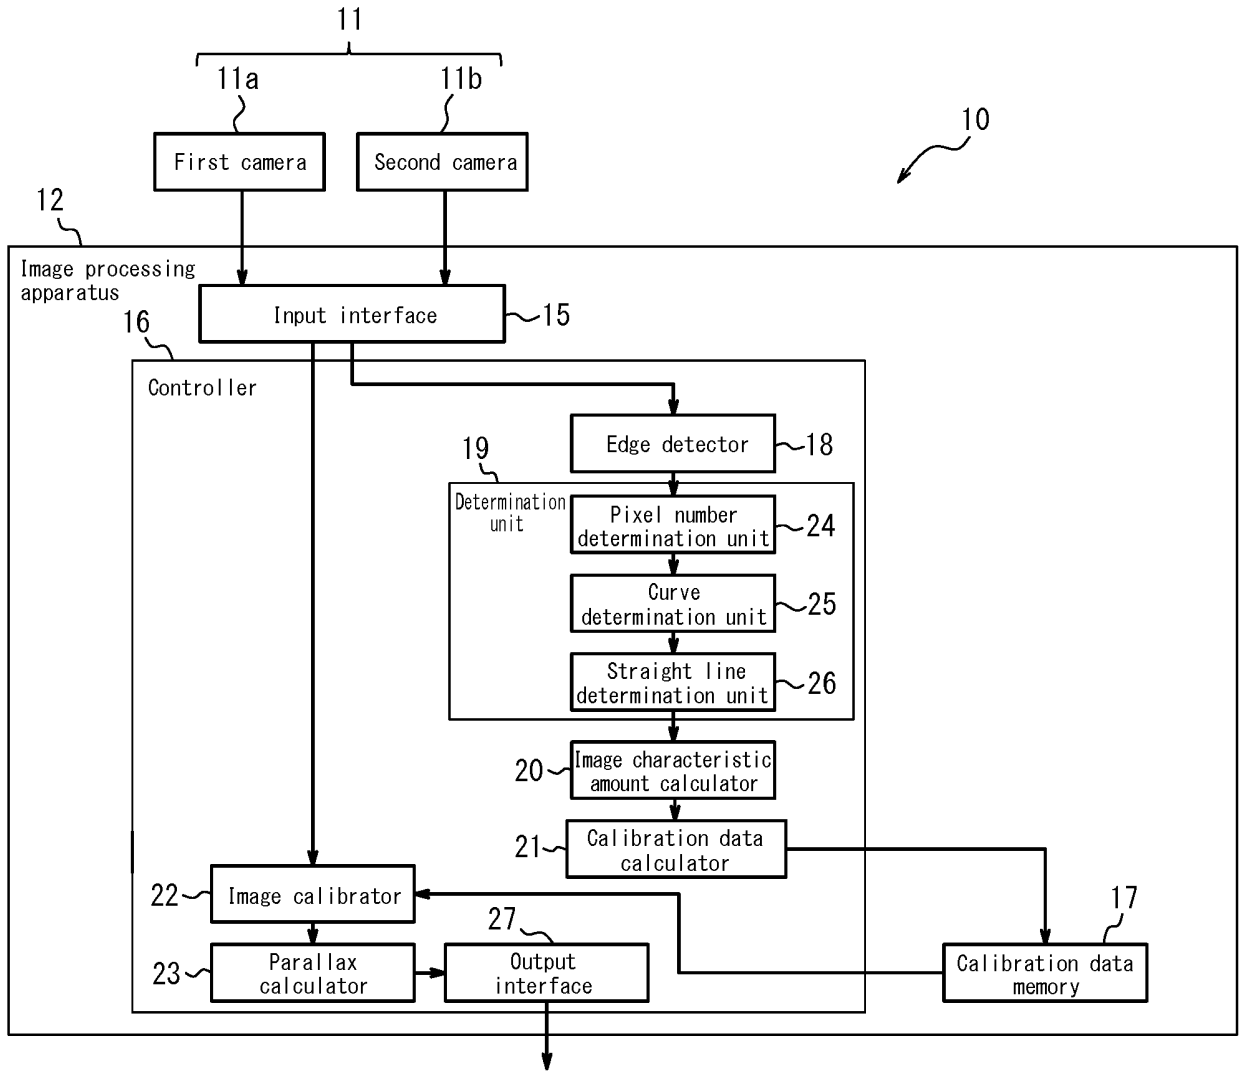 11
11a
11b
10
First camera
Second camera
12
Image processing
apparatus
Input interface
15
16
Controller
Edge detector
18
19
Determination
unit
Pixel number
determination unit
24
Curve
determination unit
25
Straight line
determination unit
26
Image characteristic
amount calculator
20
Calibration data
calculator
21
22
Image calibrator
27
17
23
Parallax
calculator
Output
interface
Calibration data
memory